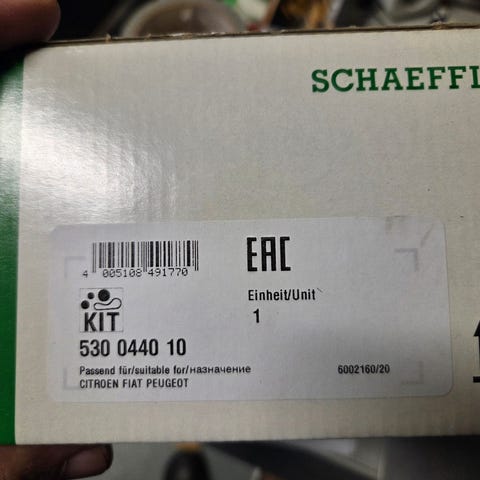 SCHAEFFL
EAC
4 005108 491770
Einheit/Unit
1
KIT
530 0440 10
Passend für/suitable for/назначение
6002160/20
CITROEN FIAT PEUGEOT